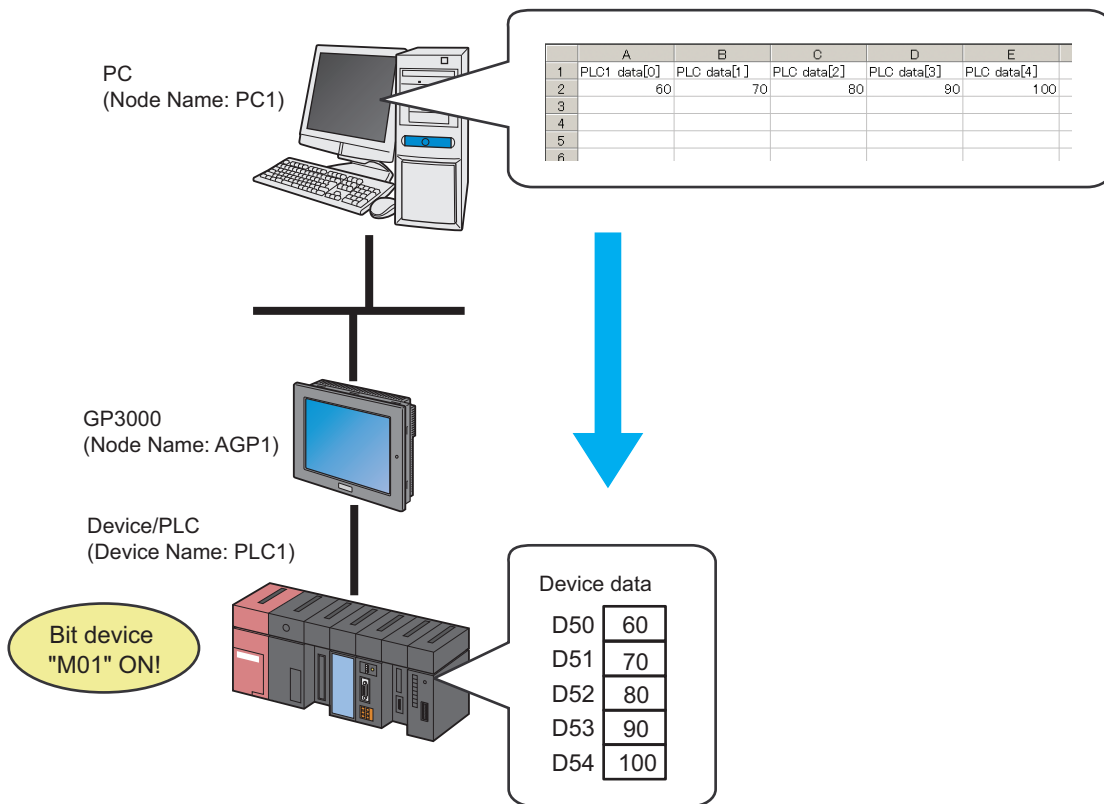 PC
(Node Name: PC1)
A B C D E
1 PLC1 data[0] PLC data[1] PLC data[2] PLC data[3] PLC data[4]
2 60 70 80 90 100
3
4
5
6
GP3000
(Node Name: AGP1)
Device/PLC
(Device Name: PLC1)
Bit device
"M01" ON!
Device data
D50 60
D51 70
D52 80
D53 90
D54 100